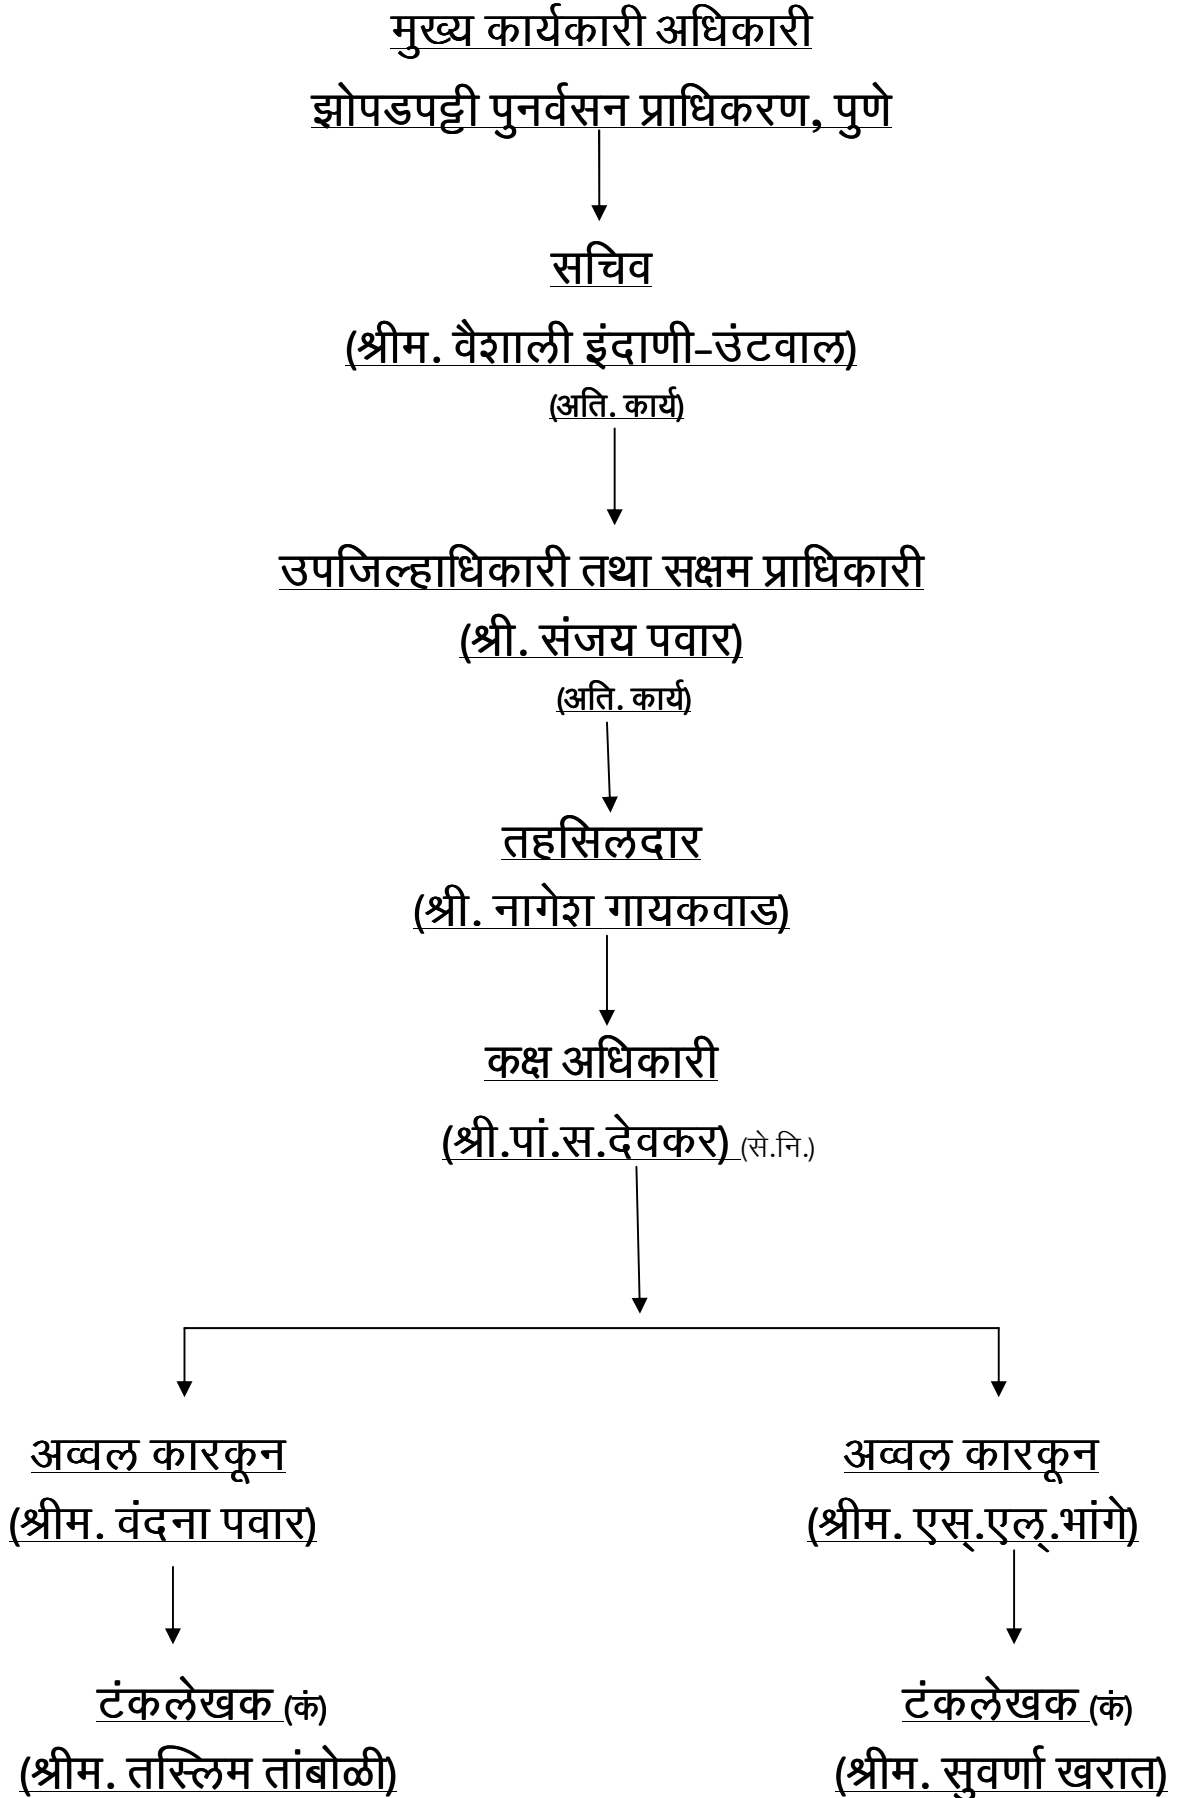 मुख्य कार्यकारी अधिकारी
झोपडपट्टी पुनर्वसन प्राधिकरण, पुणे
सचिव
(श्रीम. वैशाली इंदाणी-उंटवाल)
(अति. कार्य)
उपजिल्हाधिकारी तथा सक्षम प्राधिकारी
(श्री. संजय पवार)
(अति. कार्य)
तहसिलदार
(श्री. नागेश गायकवाड)
कक्ष अधिकारी
(श्री.पां.स.देवकर) (से.नि.)
अव्वल कारकून अव्वल कारकून
(श्रीम. वंदना पवार) (श्रीम. एस्.एल्.भांगे)
टंकलेखक (कं) टंकलेखक (कं)
(श्रीम. तस्लिम तांबोळी) (श्रीम. सुवर्णा खरात)